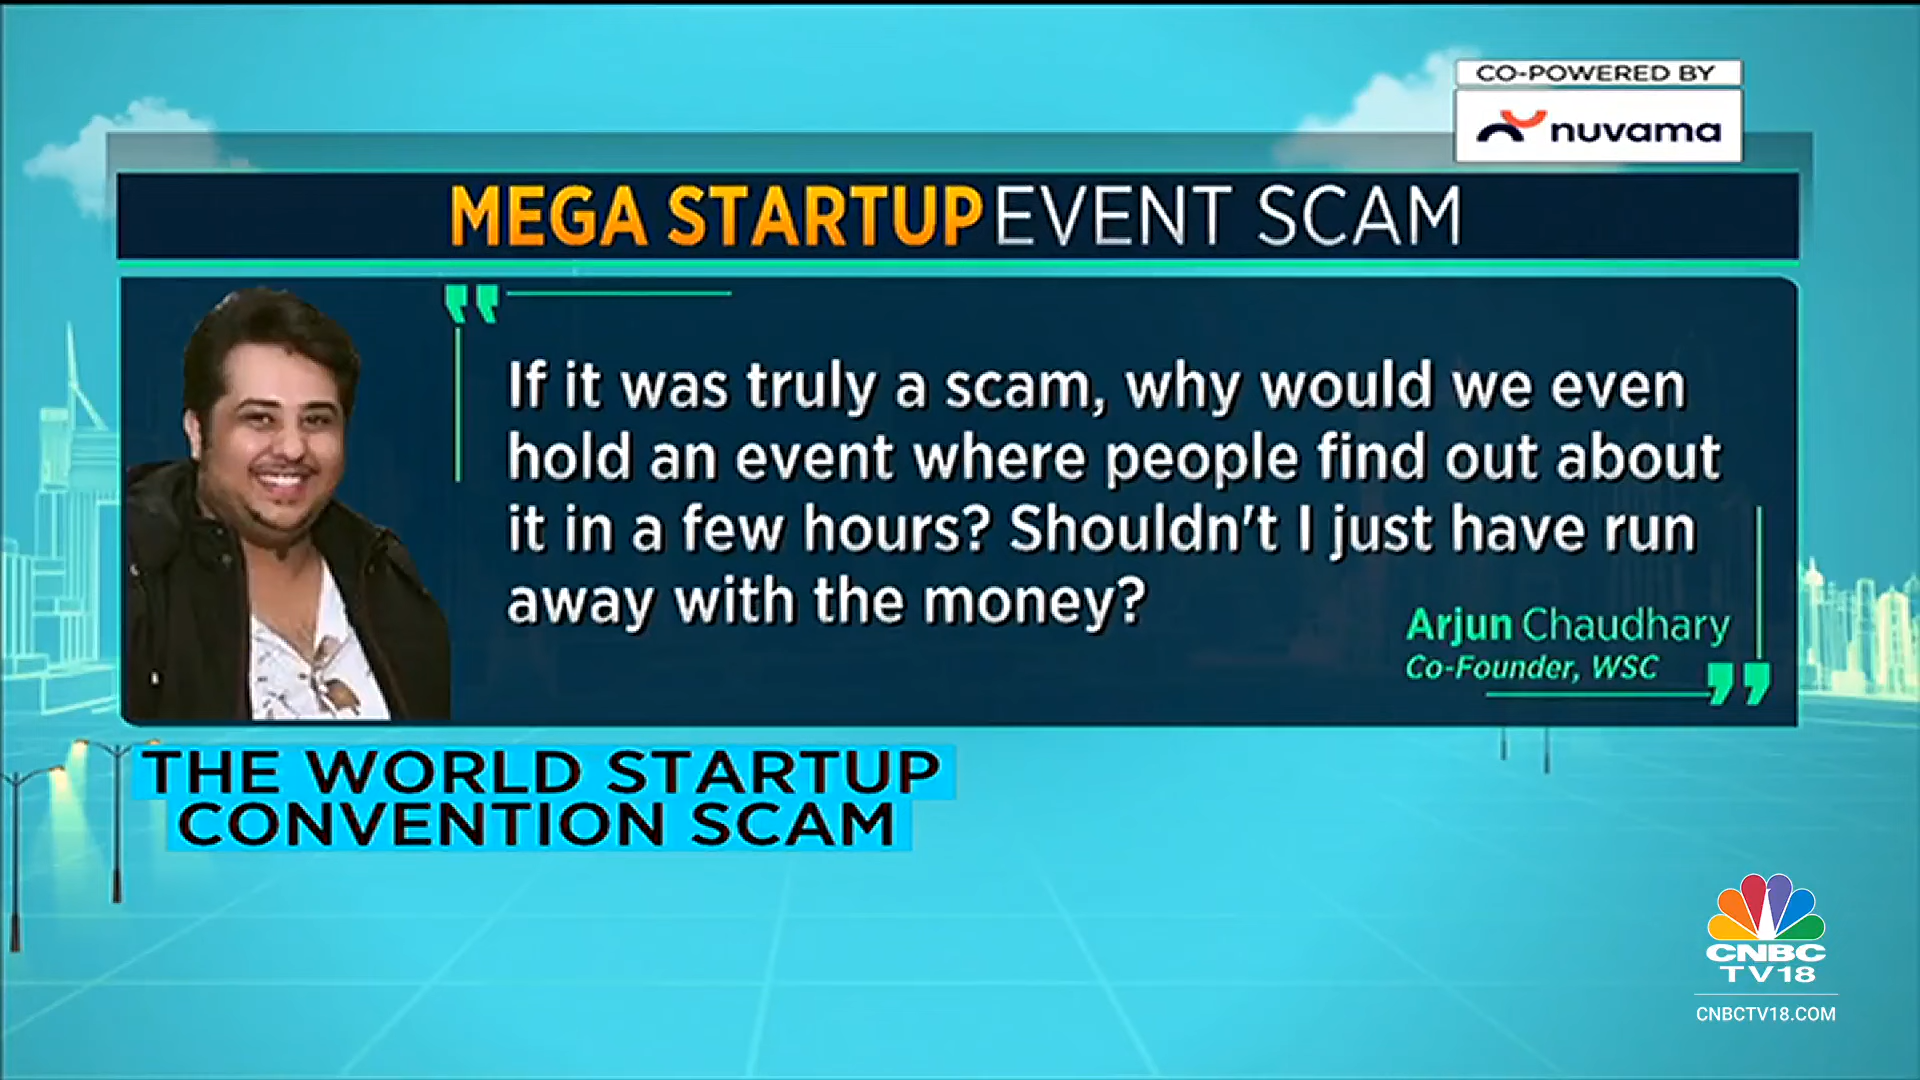 CO-POWERED BY
nuvama
MEGA STARTUP EVENT SCAM
If it was truly a scam, why would we even
hold an event where people find out about
it in a few hours? Shouldn't I just have run
away with the money?
Arjun Chaudhary
Co-Founder, WSC
THE WORLD STARTUP
CONVENTION SCAM
CNBC
TV18
CNBCTV18.COM